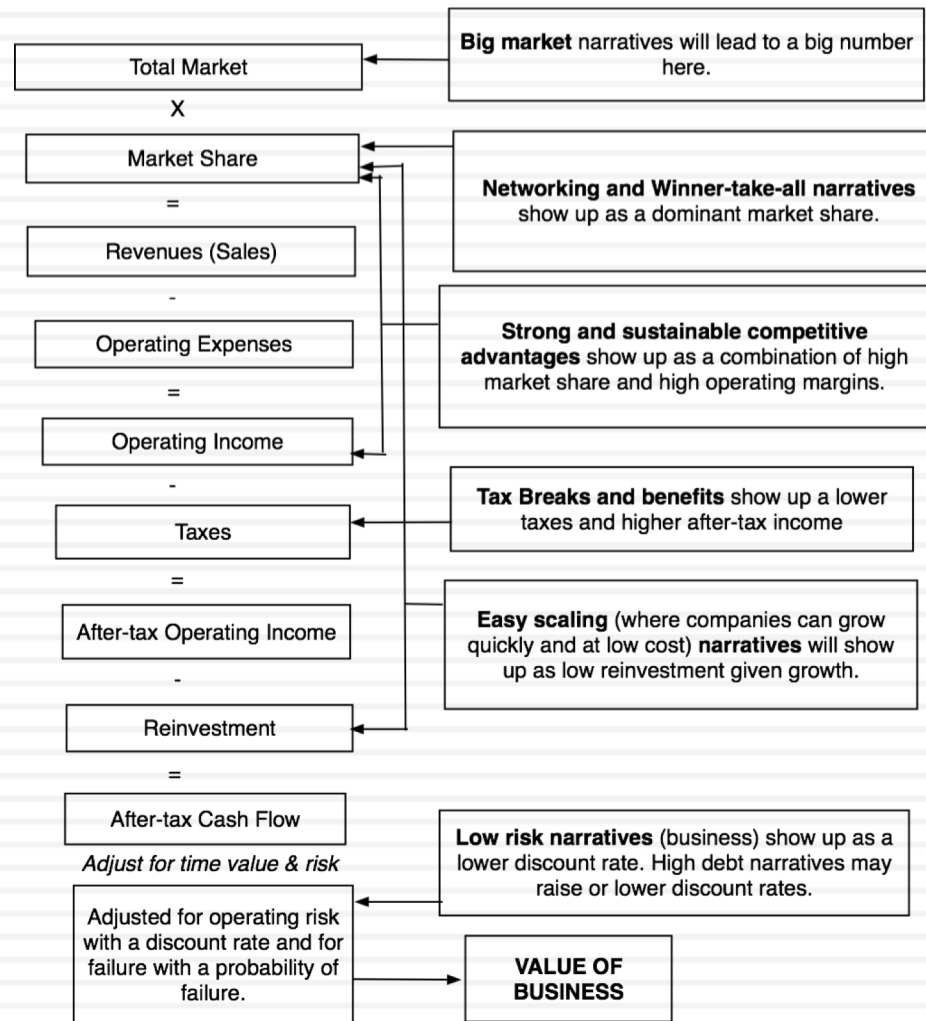 Total Market
Big market narratives will lead to a big number
here.
X
Market Share
Networking and Winner-take-all narratives
show up as a dominant market share.
=
Revenues (Sales)
-
Operating Expenses
Strong and sustainable competitive
advantages show up as a combination of high
market share and high operating margins.
=
Operating Income
-
Taxes
Tax Breaks and benefits show up a lower
taxes and higher after-tax income
=
After-tax Operating Income
Easy scaling (where companies can grow
quickly and at low cost) narratives will show
up as low reinvestment given growth.
-
Reinvestment
=
After-tax Cash Flow
Adjust for time value & risk
Low risk narratives (business) show up as a
lower discount rate. High debt narratives may
raise or lower discount rates.
Adjusted for operating risk
with a discount rate and for
failure with a probability of
failure.
VALUE OF
BUSINESS